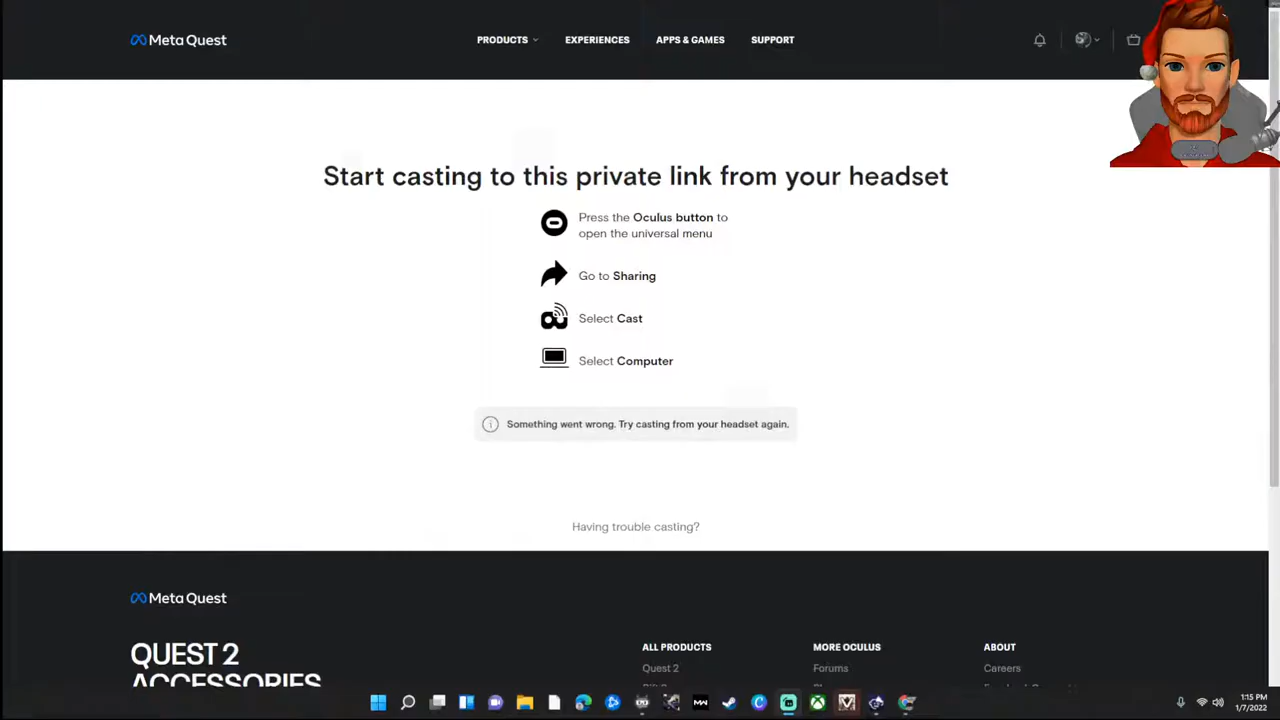 Meta Quest
PRODUCTS
EXPERIENCES
APPS & GAMES
SUPPORT
Start casting to this private link from your headset
Press the Oculus button to
open the universal menu
Go to Sharing
Select Cast
Select Computer
Something went wrong. Try casting from your headset again.
Having trouble casting?
Meta Quest
QUEST 2
ACCESSORIES
ALL PRODUCTS
Quest 2
MORE OCULUS
Forums
ABOUT
Careers
1:15 PM
1/7/2022